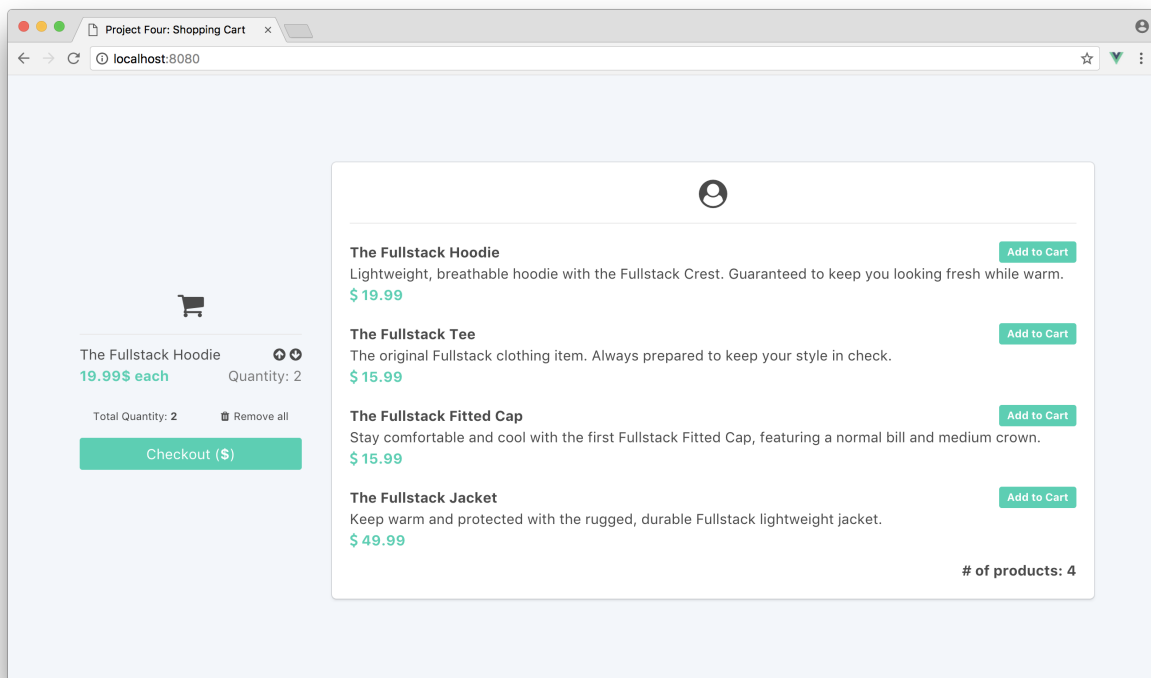 Project Four: Shopping Cart
localhost:8080
The Fullstack Hoodie
19.99$ each Quantity: 2
Total Quantity: 2 Remove all
Checkout ($)
The Fullstack Hoodie Add to Cart
Lightweight, breathable hoodie with the Fullstack Crest. Guaranteed to keep you looking fresh while warm.
$ 19.99
The Fullstack Tee Add to Cart
The original Fullstack clothing item. Always prepared to keep your style in check.
$ 15.99
The Fullstack Fitted Cap Add to Cart
Stay comfortable and cool with the first Fullstack Fitted Cap, featuring a normal bill and medium crown.
$ 15.99
The Fullstack Jacket Add to Cart
Keep warm and protected with the rugged, durable Fullstack lightweight jacket.
$ 49.99
# of products: 4